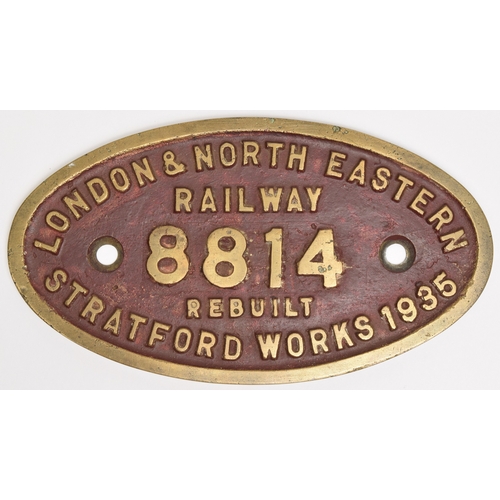 LONDON & NORTH EASTERN
RAILWAY
8814
REBUILT
STRATFORD WORKS 1935